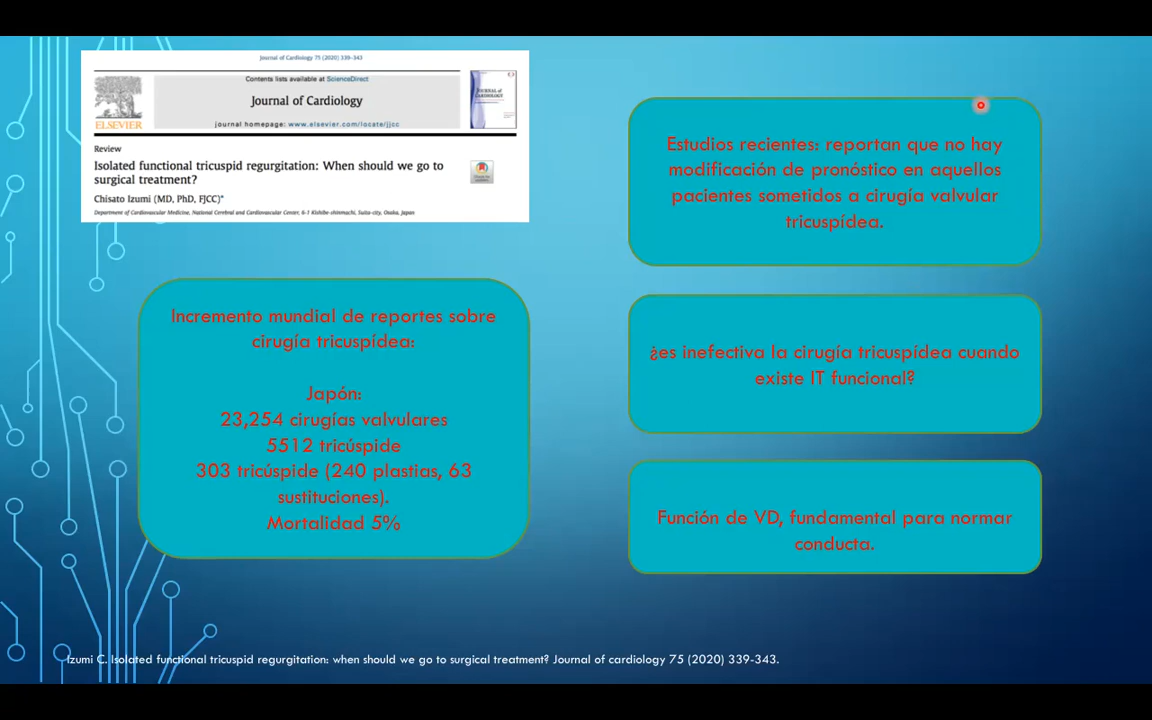 Journal of Cardiology 75 (2020) 339–343
Contents lists available at ScienceDirect
Journal of Cardiology
journal homepage: www.elsevier.com/locate/jjcc
ELSEVIER
JOURNAL of CARDIOLOGY
Review
Isolated functional tricuspid regurgitation: When should we go to
surgical treatment?
Chisato Izumi (MD, PhD, FJCC)*
Department of Cardiovascular Medicine, National Cerebral and Cardiovascular Center, 6-1 Kishibe-shimmachi, Suita-city, Osaka, Japan
Incremento mundial de reportes sobre
cirugía tricuspídea:
Japón:
23,254 cirugías valvulares
5512 tricúspide
303 tricúspide (240 plastias, 63
sustituciones).
Mortalidad 5%
Estudios recientes: reportan que no hay
modificación de pronóstico en aquellos
pacientes sometidos a cirugía valvular
tricuspídea.
¿es inefectiva la cirugía tricuspídea cuando
existe IT funcional?
Función de VD, fundamental para normar
conducta.
Izumi C. Isolated functional tricuspid regurgitation: when should we go to surgical treatment? Journal of cardiology 75 (2020) 339-343.